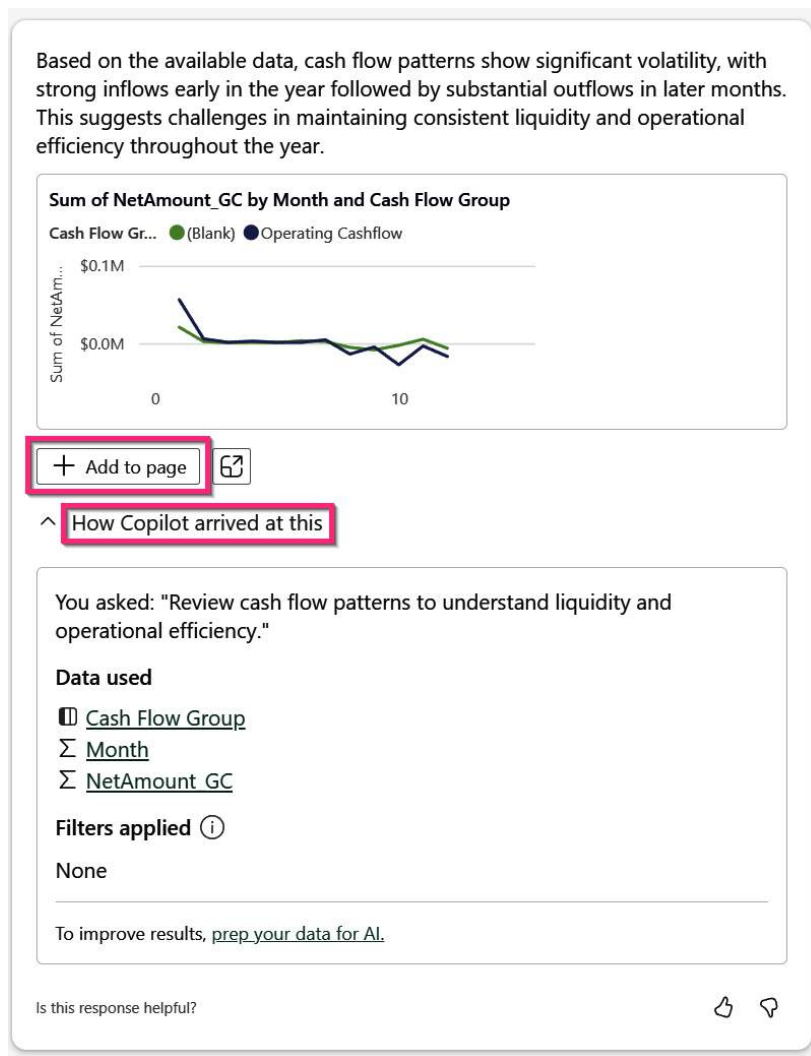 Based on the available data, cash flow patterns show significant volatility, with
strong inflows early in the year followed by substantial outflows in later months.
This suggests challenges in maintaining consistent liquidity and operational
efficiency throughout the year.
Sum of NetAmount_GC by Month and Cash Flow Group
Cash Flow Gr... (Blank) Operating Cashflow
Sum of NetAm...
$0.1M
$0.0M
0 10
+ Add to page
How Copilot arrived at this
You asked: "Review cash flow patterns to understand liquidity and
operational efficiency."
Data used
Cash Flow Group
Σ Month
Σ NetAmount_GC
Filters applied
None
To improve results, prep your data for AI.
Is this response helpful?